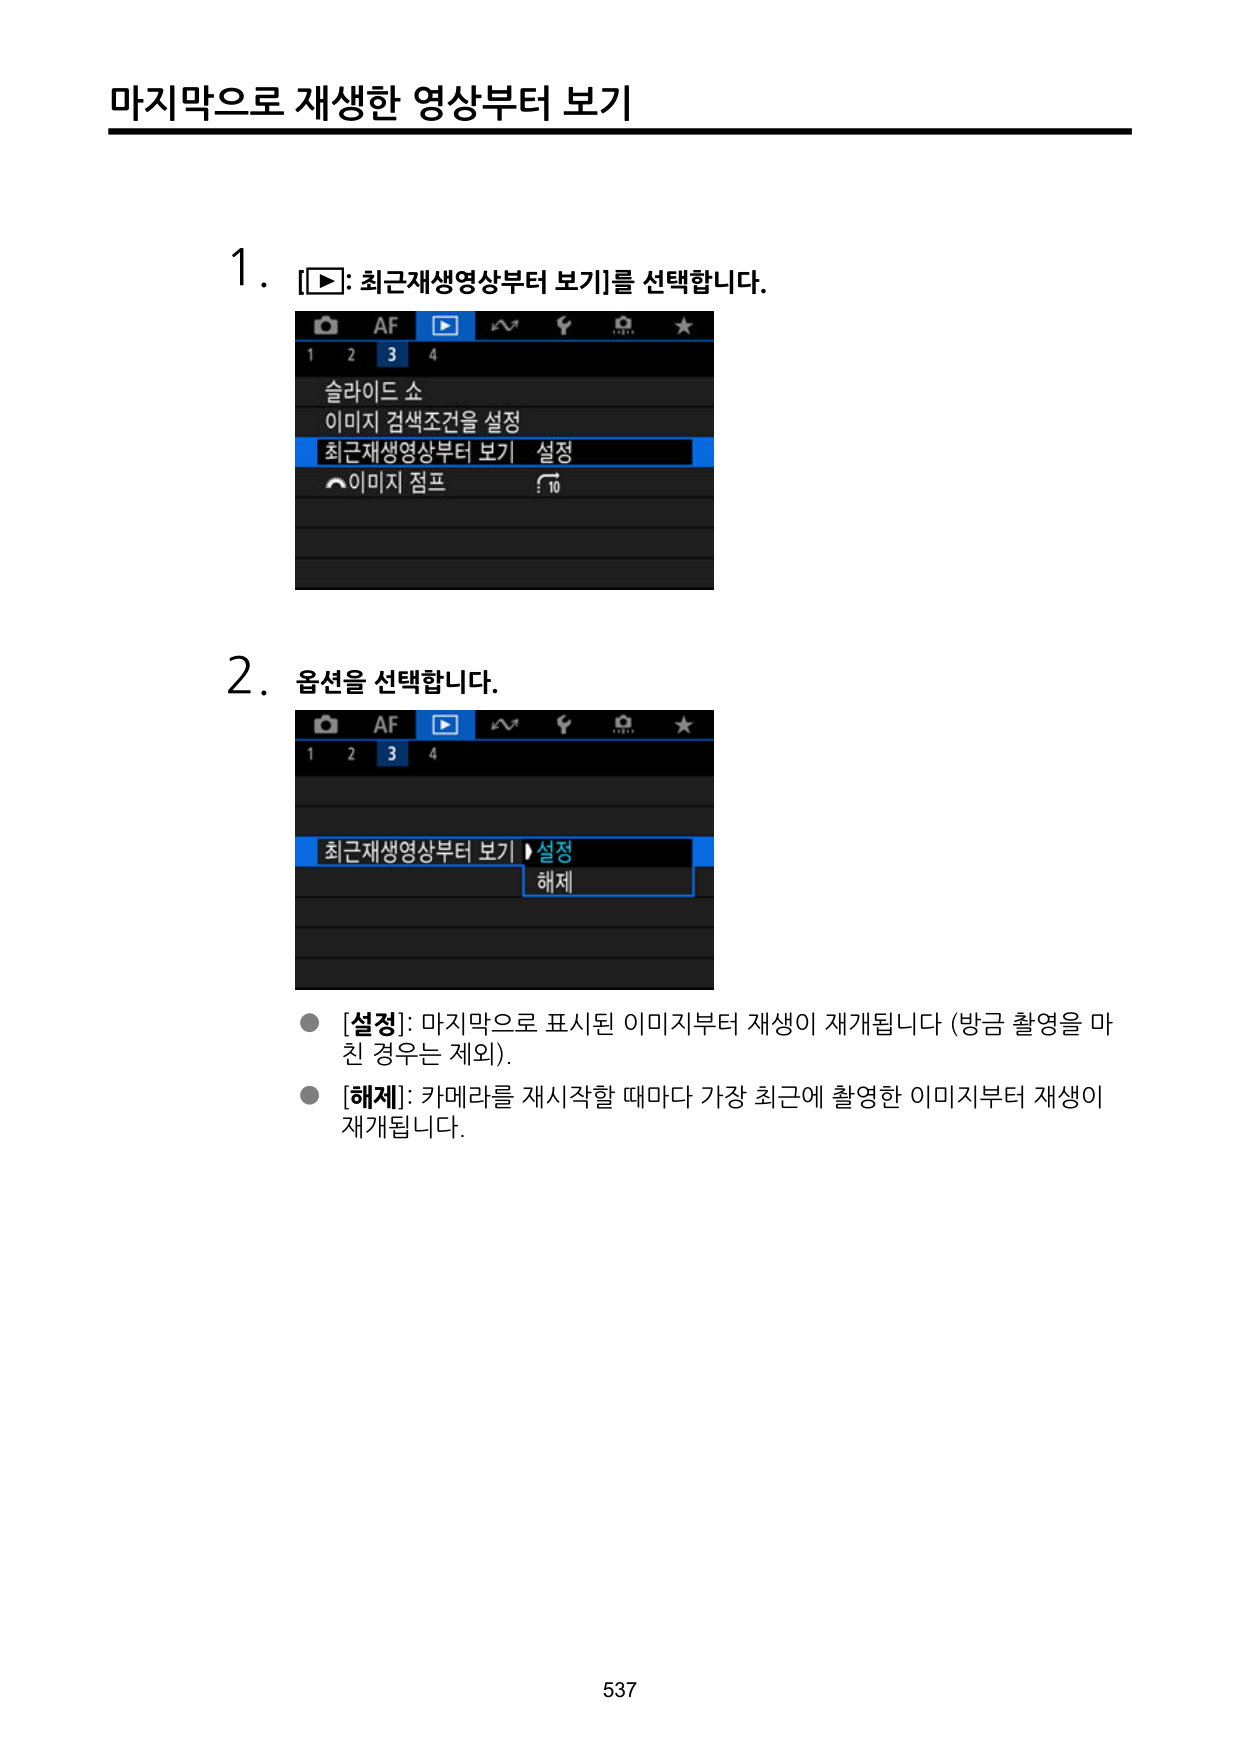 마지막으로 재생한 영상부터 보기
1. [▶: 최근재생영상부터 보기]를 선택합니다.
AF
1 2 3 4
슬라이드 쇼
이미지 검색조건을 설정
최근재생영상부터 보기 설정
이미지 점프 10
2. 옵션을 선택합니다.
AF
1 2 3 4
최근재생영상부터 보기 설정
해제
● [설정]: 마지막으로 표시된 이미지부터 재생이 재개됩니다 (방금 촬영을 마
친 경우는 제외).
● [해제]: 카메라를 재시작할 때마다 가장 최근에 촬영한 이미지부터 재생이
재개됩니다.
537